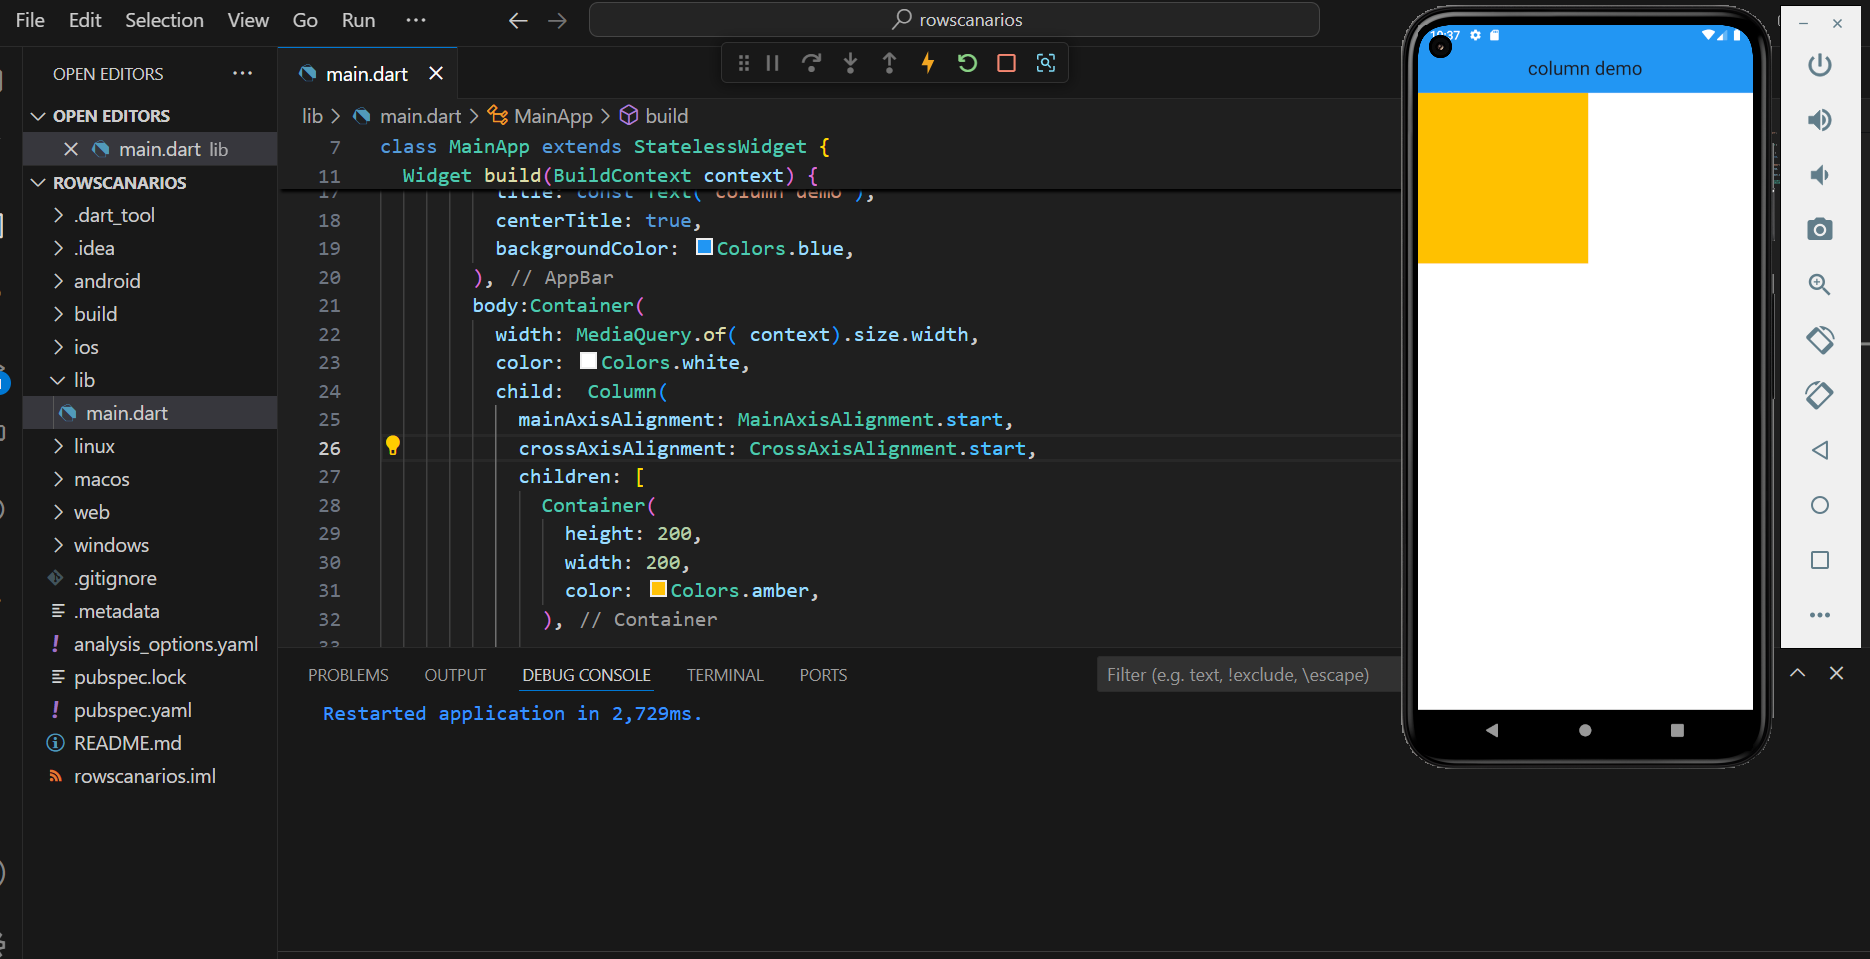 File Edit Selection View Go Run ···
rowscanarios
OPEN EDITORS ···
main.dart
OPEN EDITORS
main.dart lib
ROWSCANARIOS
.dart_tool
.idea
android
build
ios
lib
main.dart
linux
macos
web
windows
.gitignore
.metadata
! analysis_options.yaml
pubspec.lock
! pubspec.yaml
README.md
rowscanarios.iml
lib > main.dart > MainApp > build
7 class MainApp extends StatelessWidget {
11 Widget build(BuildContext context) {
17 title: const Text( column demo ),
18 centerTitle: true,
19 backgroundColor: Colors.blue,
20 ), // AppBar
21 body:Container(
22 width: MediaQuery.of( context).size.width,
23 color: Colors.white,
24 child:  Column(
25 mainAxisAlignment: MainAxisAlignment.start,
26 crossAxisAlignment: CrossAxisAlignment.start,
27 children: [
28 Container(
29 height: 200,
30 width: 200,
31 color: Colors.amber,
32 ), // Container
33
PROBLEMS OUTPUT DEBUG CONSOLE TERMINAL PORTS
Filter (e.g. text, !exclude, \escape)
Restarted application in 2,729ms.
column demo